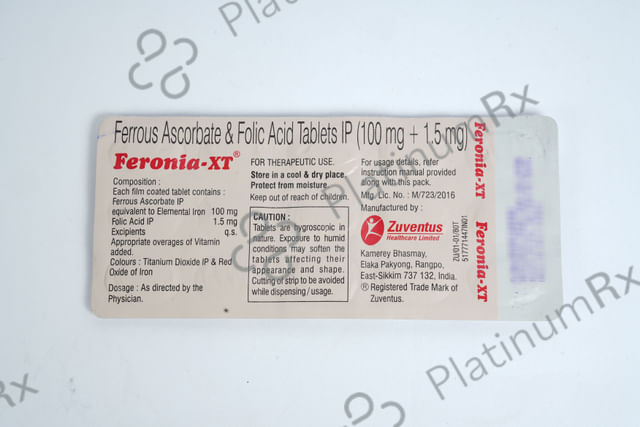 Ferrous Ascorbate & Folic Acid Tablets IP (100 mg + 1.5 mg)
Feronia-XT®
Composition :
Each film coated tablet contains :
Ferrous Ascorbate IP
equivalent to Elemental Iron 100 mg
Folic Acid IP 1.5 mg
Excipients q.s.
Appropriate overages of Vitamin
added.
Colours : Titanium Dioxide IP & Red
Oxide of Iron
Dosage : As directed by the
Physician.
FOR THERAPEUTIC USE.
Store in a cool & dry place.
Protect from moisture.
Keep out of reach of children.
CAUTION :
Tablets are hygroscopic in
nature. Exposure to humid
conditions may soften the
tablets affecting their
appearance and shape.
Cutting of strip to be avoided
while dispensing / usage.
For usage details, refer
instruction manual provided
along with this pack.
Mfg. Lic. No. : M/723/2016
Manufactured by :
Zuventus
Healthcare Limited
Kamerey Bhasmay,
Elaka Pakyong, Rangpo,
East-Sikkim 737 132, India.
® Registered Trade Mark of
Zuventus.
Feronia-XT
Feronia-XT
PlatinumRx
PlatinumRx
PlatinumRx